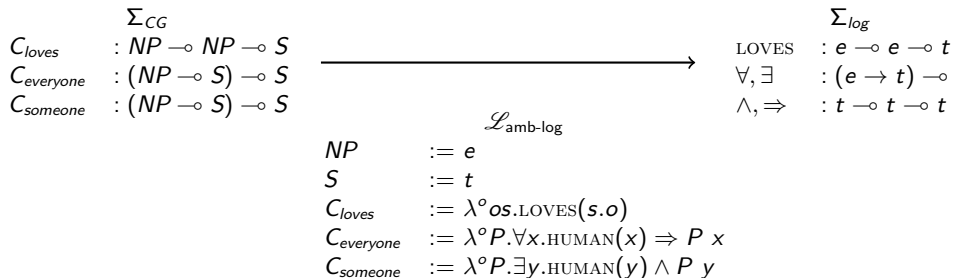 Σ_CG Σ_log
C_loves : NP ⊸ NP ⊸ S LOVES : e ⊸ e ⊸ t
C_everyone : (NP ⊸ S) ⊸ S ∀, ∃ : (e → t) ⊸
C_someone : (NP ⊸ S) ⊸ S ∧, ⇒ : t ⊸ t ⊸ t
ℒ_amb-log
NP := e
S := t
C_loves := λ°os.LOVES(s.o)
C_everyone := λ°P.∀x.HUMAN(x) ⇒ P x
C_someone := λ°P.∃y.HUMAN(y) ∧ P y